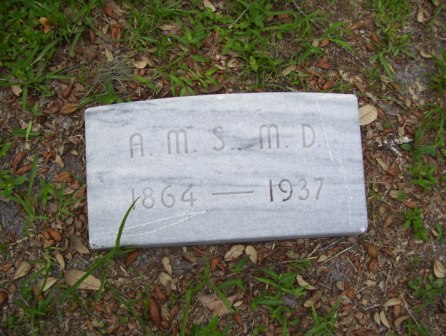 A. M. S., M. D.
1864 — 1937